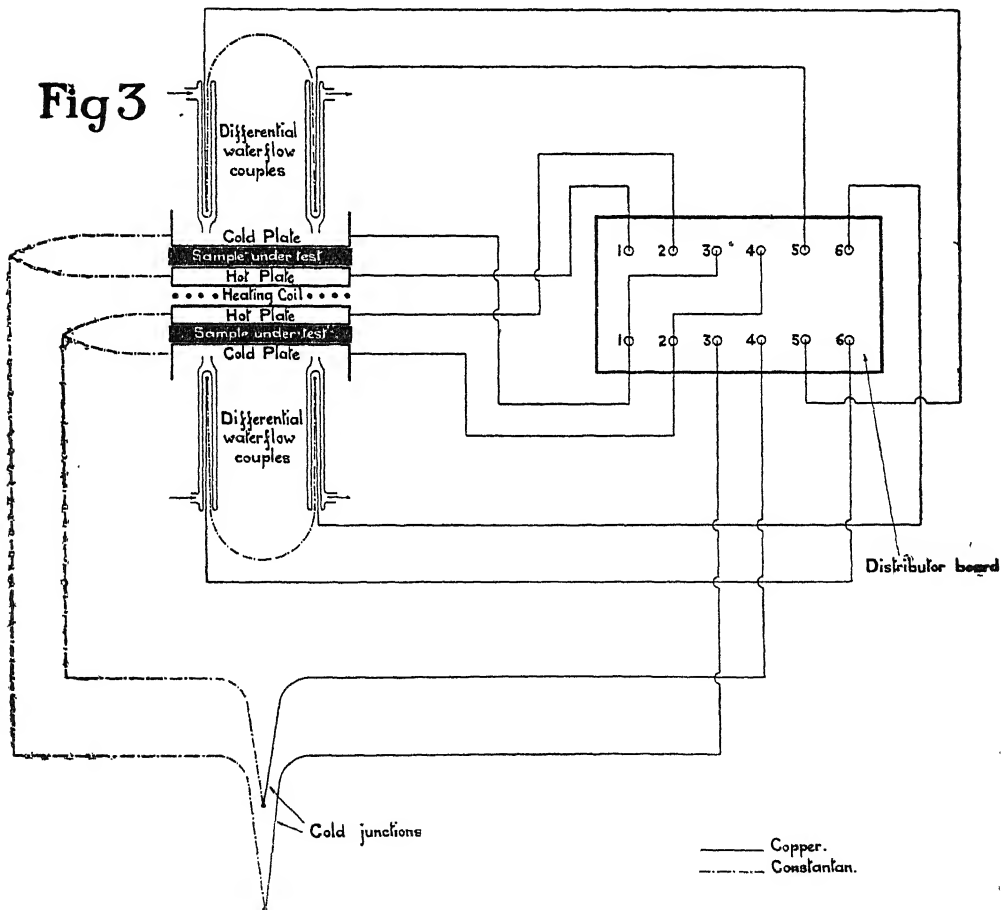 Fig 3
Differential
waterflow
couples
Cold Plate
Sample under test
Hot Plate
Heating Coil
Hot Plate
Sample under test
Cold Plate
Differential
waterflow
couples
1 2 3 4 5 6
1 2 3 4 5 6
Distributor board
Cold junctions
Copper.
Constantan.